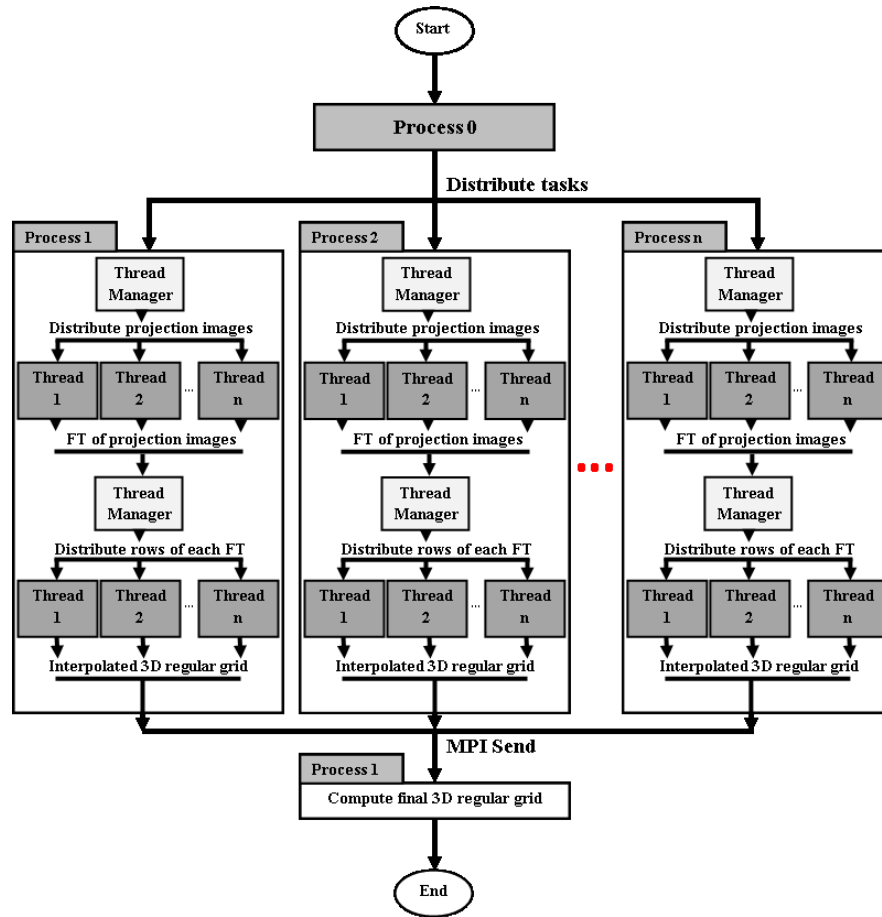 Start
Process 0
Distribute tasks
Process 1
Thread
Manager
Distribute projection images
Thread
1
Thread
2
...
Thread
n
FT of projection images
Thread
Manager
Distribute rows of each FT
Thread
1
Thread
2
...
Thread
n
Interpolated 3D regular grid
Process 2
Thread
Manager
Distribute projection images
Thread
1
Thread
2
...
Thread
n
FT of projection images
Thread
Manager
Distribute rows of each FT
Thread
1
Thread
2
...
Thread
n
Interpolated 3D regular grid
...
Process n
Thread
Manager
Distribute projection images
Thread
1
Thread
2
...
Thread
n
FT of projection images
Thread
Manager
Distribute rows of each FT
Thread
1
Thread
2
...
Thread
n
Interpolated 3D regular grid
MPI Send
Process 1
Compute final 3D regular grid
End